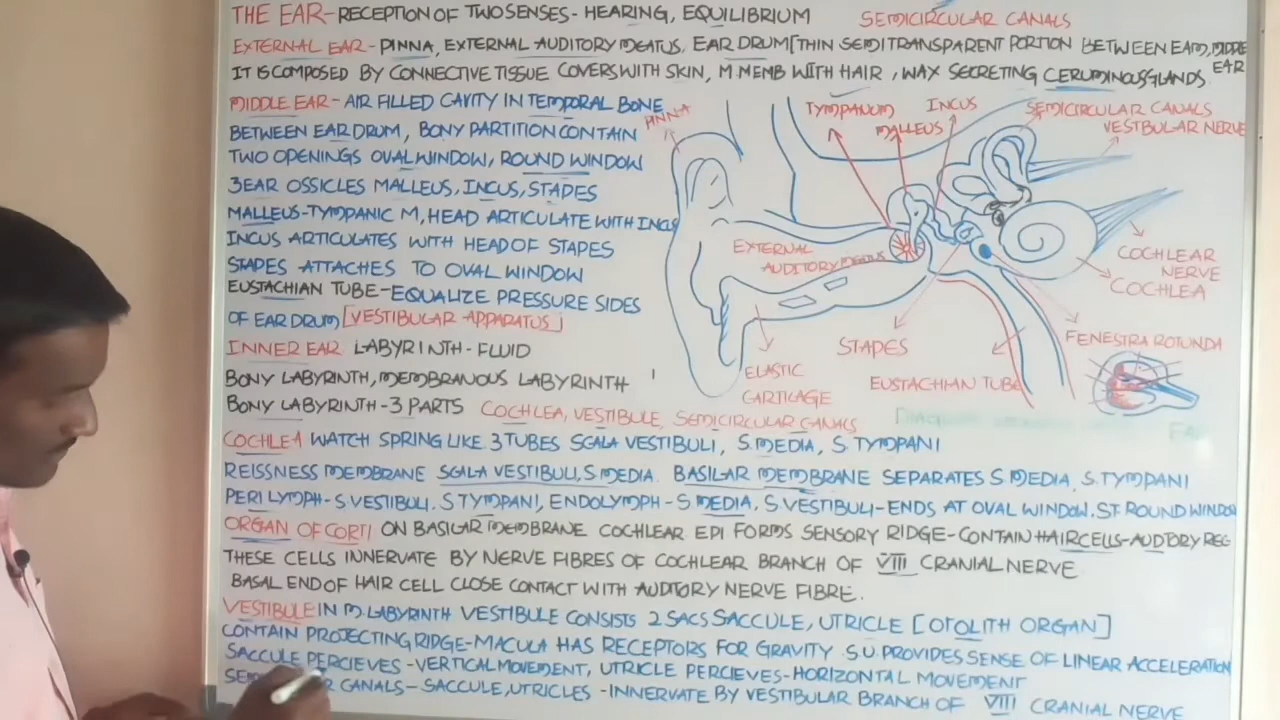 THE EAR-RECEPTION OF TWO SENSES- HEARING, EQUILIBRIUM
SEMICIRCULAR CANALS
EXTERNAL EAR-PINNA, EXTERNAL AUDITORY MEATUS, EAR DRUM[THIN SEMITRANSPARENT PORTION BETWEEN EAM, MIDDLE
EAR
IT IS COMPOSED BY CONNECTIVE TISSUE COVERS WITH SKIN, M.MEMB WITH HAIR, WAX SECRETING CERUMINOUS GLANDS
MIDDLE EAR- AIR FILLED CAVITY IN TEMPORAL BONE
BETWEEN EAR DRUM, BONY PARTITION CONTAIN
TWO OPENINGS OVAL WINDOW, ROUND WINDOW
3 EAR OSSICLES MALLEUS, INCUS, STAPES
MALLEUS-TYMPANIC M, HEAD ARTICULATE WITH INCUS
INCUS ARTICULATES WITH HEAD OF STAPES
STAPES ATTACHES TO OVAL WINDOW
EUSTACHIAN TUBE-EQUALIZE PRESSURE SIDES
OF EAR DRUM [VESTIBULAR APPARATUS]
INNER EAR LABYRINTH-FLUID
BONY LABYRINTH, MEMBRANOUS LABYRINTH
BONY LABYRINTH-3 PARTS COCHLEA, VESTIBULE, SEMICIRCULAR CANALS
PINNA
TYMPANUM
MALLEUS
INCUS
SEMICIRCULAR CANALS
VESTBULAR NERVE
EXTERNAL
AUDITORY MEATUS
COCHLEAR
NERVE
COCHLEA
STAPES
FENESTRA ROTUNDA
ELASTIC
CARTILAGE
EUSTACHIAN TUBE
COCHLEA WATCH SPRING LIKE 3 TUBES SCALA VESTIBULI, S.MEDIA, S.TYMPANI
REISSNESS MEMBRANE SCALA VESTIBULI, S.MEDIA. BASILAR MEMBRANE SEPARATES S.MEDIA, S.TYMPANI
PERI LYMPH-S.VESTIBULI. S.TYMPANI, ENDOLYMPH-S.MEDIA, S.VESTIBULI-ENDS AT OVAL WINDOW. ST. ROUND WINDOW
ORGAN OF CORTI ON BASILAR MEMBRANE COCHLEAR EPI FORMS SENSORY RIDGE-CONTAIN HAIR CELLS-AUDTORY REC
THESE CELLS INNERVATE BY NERVE FIBRES OF COCHLEAR BRANCH OF VIII CRANIAL NERVE
BASAL END OF HAIR CELL CLOSE CONTACT WITH AUDITORY NERVE FIBRE.
VESTIBULE IN M.LABYRINTH VESTIBULE CONSISTS 2 SACS SACCULE, UTRICLE [OTOLITH ORGAN]
CONTAIN PROJECTING RIDGE-MACULA HAS RECEPTORS FOR GRAVITY. S.U. PROVIDES SENSE OF LINEAR ACCELERATION
SACCULE PERCIEVES-VERTICAL MOVEMENT, UTRICLE PERCIEVES-HORIZONTAL MOVEMENT
CANALS- SACCULE, UTRICLES - INNERVATE BY VESTIBULAR BRANCH OF VIII CRANIAL NERVE